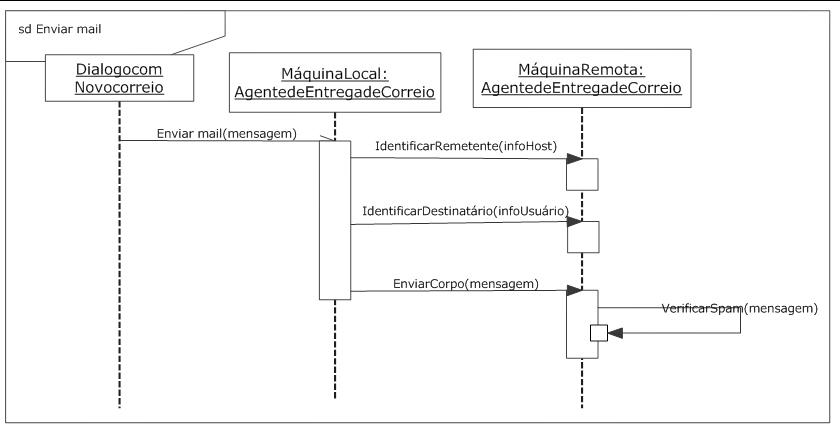 sd Enviar mail
Dialogocom
Novocorreio
MáquinaLocal:
AgentedeEntregadeCorreio
MáquinaRemota:
AgentedeEntregadeCorreio
Enviar mail(mensagem)
IdentificarRemetente(infoHost)
IdentificarDestinatário(infoUsuário)
EnviarCorpo(mensagem)
VerificarSpam(mensagem)